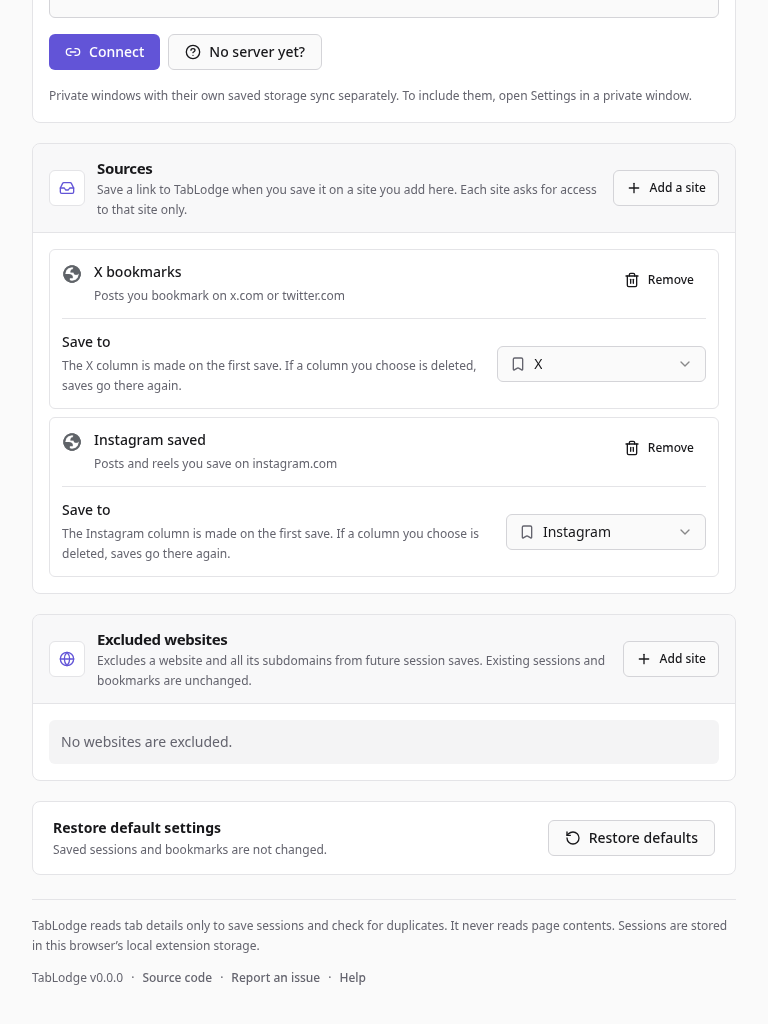 Connect
No server yet?
Private windows with their own saved storage sync separately. To include them, open Settings in a private window.
Sources
Save a link to TabLodge when you save it on a site you add here. Each site asks for access
to that site only.
Add a site
X bookmarks
Posts you bookmark on x.com or twitter.com
Remove
Save to
The X column is made on the first save. If a column you choose is deleted,
saves go there again.
X
Instagram saved
Posts and reels you save on instagram.com
Remove
Save to
The Instagram column is made on the first save. If a column you choose is
deleted, saves go there again.
Instagram
Excluded websites
Excludes a website and all its subdomains from future session saves. Existing sessions and
bookmarks are unchanged.
Add site
No websites are excluded.
Restore default settings
Saved sessions and bookmarks are not changed.
Restore defaults
TabLodge reads tab details only to save sessions and check for duplicates. It never reads page contents. Sessions are stored
in this browser’s local extension storage.
TabLodge v0.0.0 · Source code · Report an issue · Help